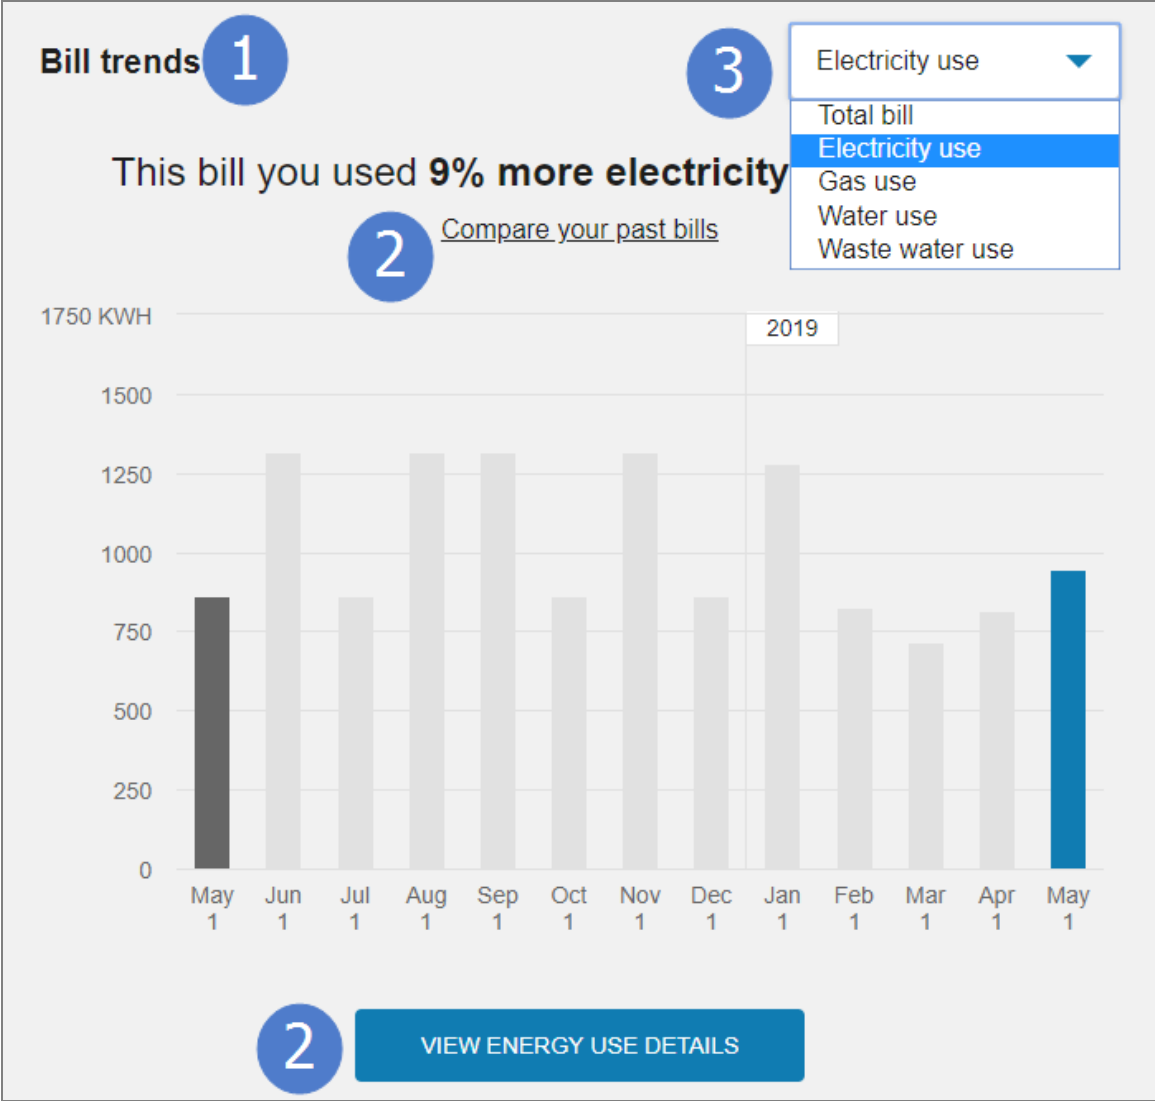 Bill trends 1
3 Electricity use
Total bill
Electricity use
Gas use
Water use
Waste water use
This bill you used 9% more electricity
2 Compare your past bills
1750 KWH
2019
1500
1250
1000
750
500
250
0
May Jun Jul Aug Sep Oct Nov Dec Jan Feb Mar Apr May
1 1 1 1 1 1 1 1 1 1 1 1 1
2 VIEW ENERGY USE DETAILS